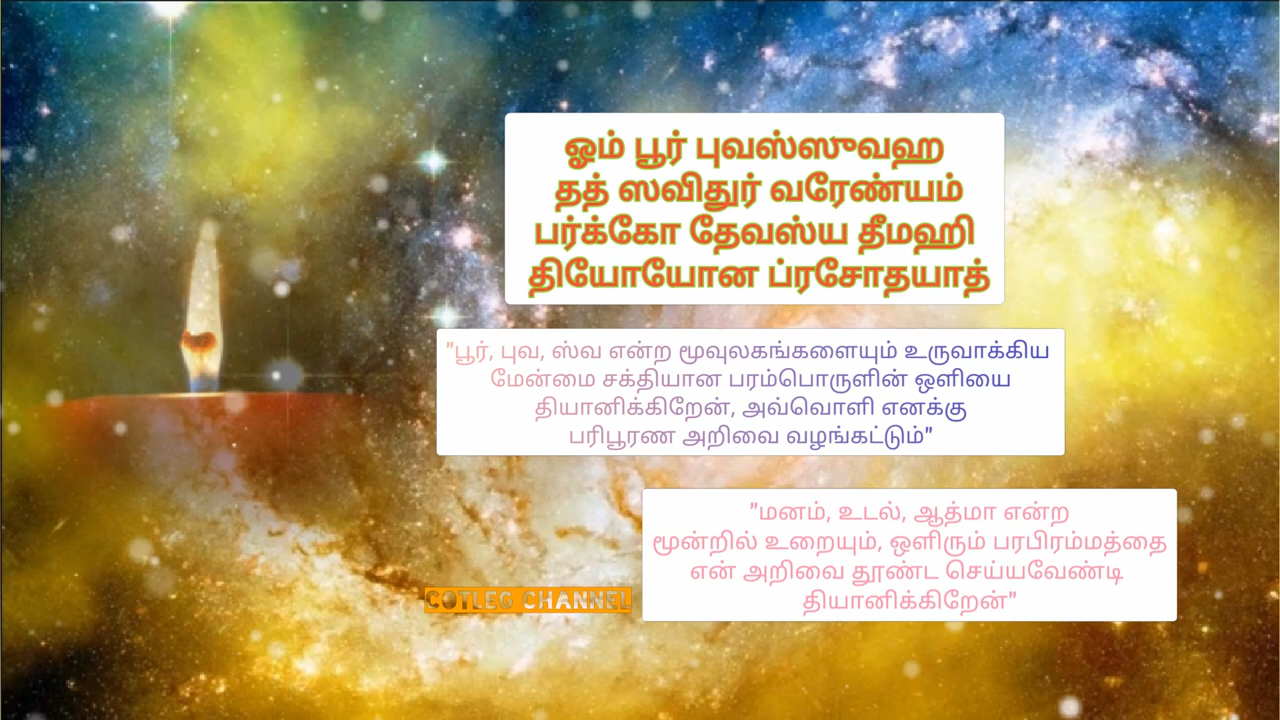 ஓம் பூர் புவஸ்ஸுவஹ
தத் ஸவிதுர் வரேண்யம்
பர்க்கோ தேவஸ்ய தீமஹி
தியோயோன ப்ரசோதயாத்
"பூர், புவ, ஸ்வ என்ற மூவுலகங்களையும் உருவாக்கிய
மேன்மை சக்தியான பரம்பொருளின் ஒளியை
தியானிக்கிறேன், அவ்வொளி எனக்கு
பரிபூரண அறிவை வழங்கட்டும்"
"மனம், உடல், ஆத்மா என்ற
மூன்றில் உறையும், ஒளிரும் பரபிரம்மத்தை
என் அறிவை தூண்ட செய்யவேண்டி
தியானிக்கிறேன்"
COTLEG CHANNEL